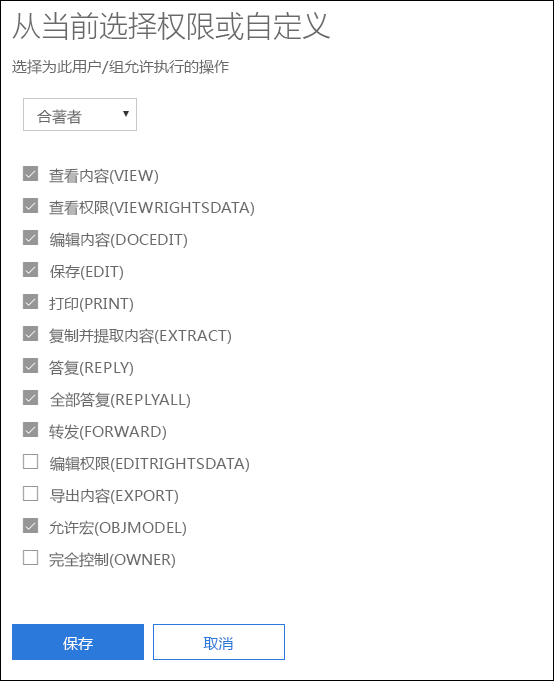 从当前选择权限或自定义
选择为此用户/组允许执行的操作
合著者
查看内容(VIEW)
查看权限(VIEWRIGHTSDATA)
编辑内容(DOCEDIT)
保存(EDIT)
打印(PRINT)
复制并提取内容(EXTRACT)
答复(REPLY)
全部答复(REPLYALL)
转发(FORWARD)
编辑权限(EDITRIGHTSDATA)
导出内容(EXPORT)
允许宏(OBJMODEL)
完全控制(OWNER)
保存 取消